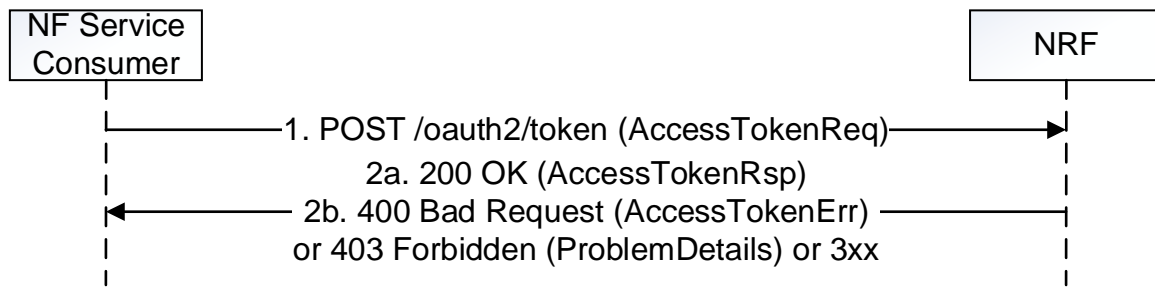 NF Service
Consumer
NRF
1. POST /oauth2/token (AccessTokenReq)
2a. 200 OK (AccessTokenRsp)
2b. 400 Bad Request (AccessTokenErr)
or 403 Forbidden (ProblemDetails) or 3xx